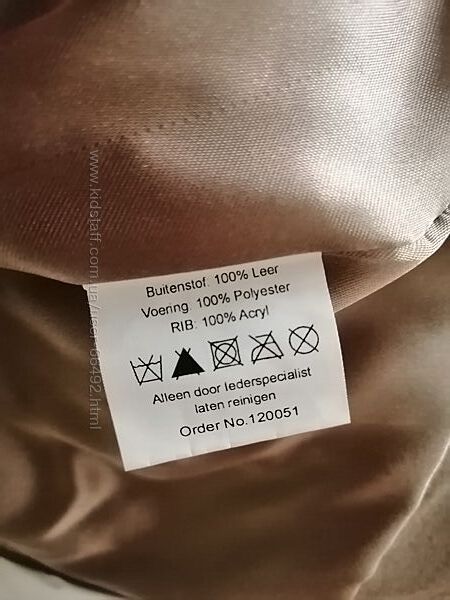 Buitenstof: 100% Leer
Voering: 100% Polyester
RIB: 100% Acryl
Alleen door lederspecialist
laten reinigen
Order No.120051